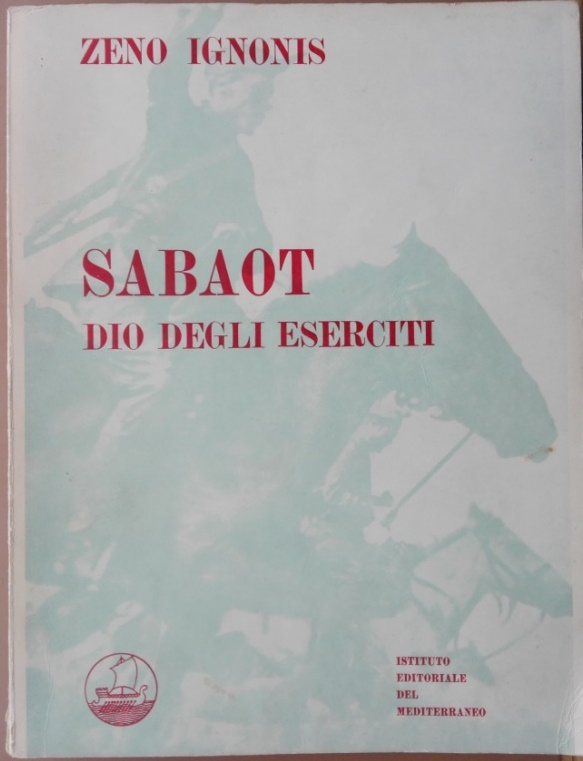 ZENO IGNONIS
SABAOT
DIO DEGLI ESERCITI
ISTITUTO
EDITORIALE
DEL
MEDITERRANEO